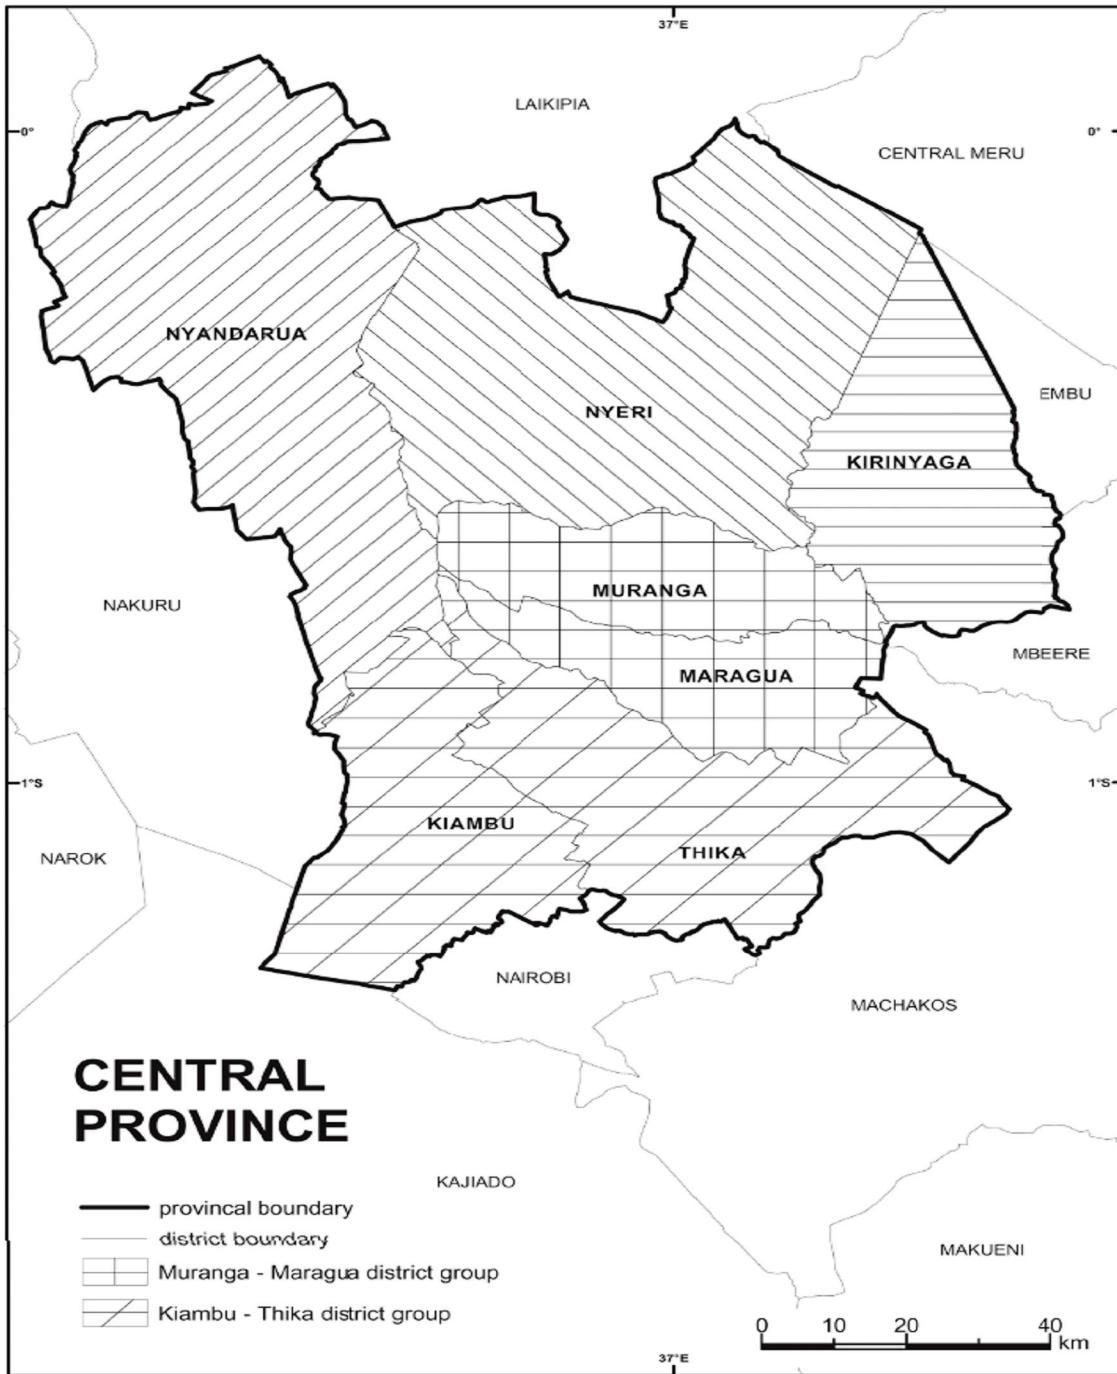 37°E
LAIKIPIA
0°
0°
CENTRAL MERU
NYANDARUA
EMBU
NYERI
KIRINYAGA
MURANGA
NAKURU
MBEERE
MARAGUA
1°S
1°S
KIAMBU
THIKA
NAROK
NAIROBI
MACHAKOS
CENTRAL
PROVINCE
KAJIADO
provincal boundary
district boundary
MAKUENI
Muranga - Maragua district group
Kiambu - Thika district group
0 10 20 40
km
37°E